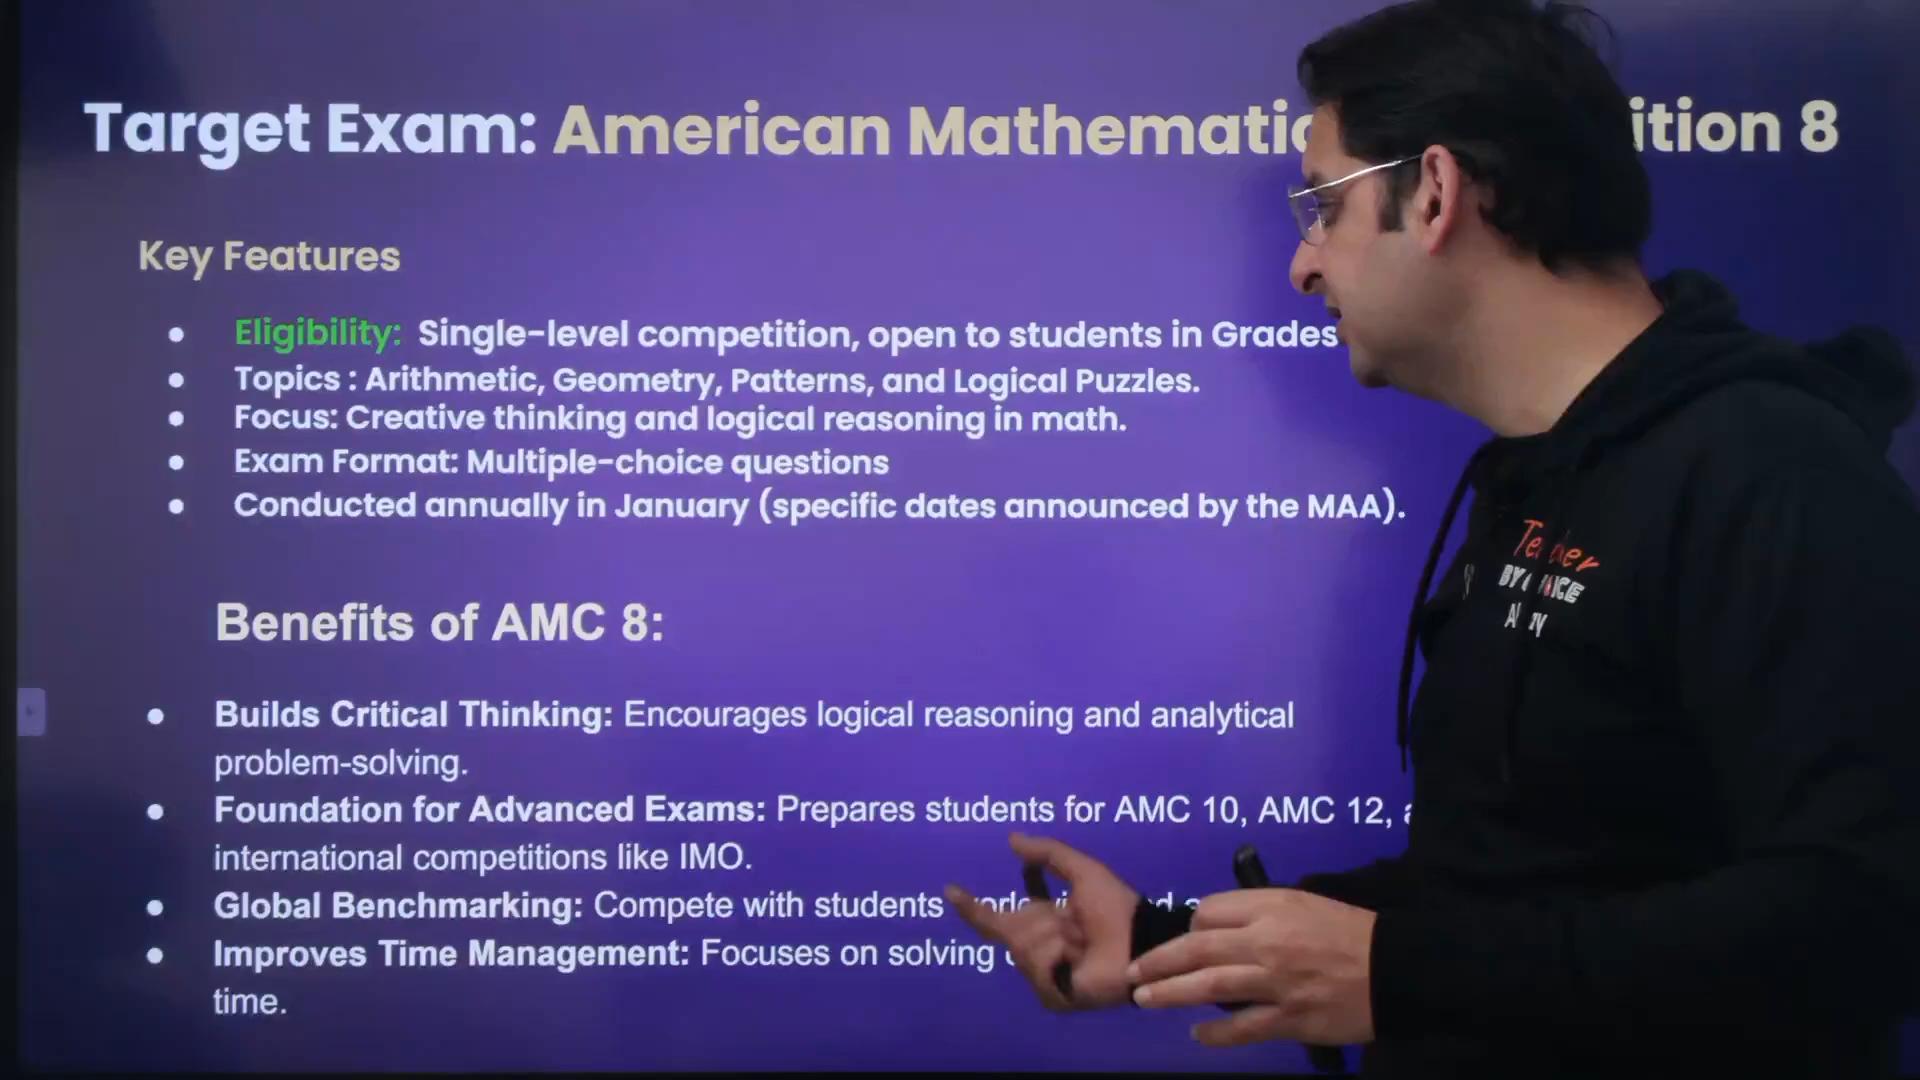 Target Exam: American Mathematic ition 8
Key Features
Eligibility: Single-level competition, open to students in Grades
Topics : Arithmetic, Geometry, Patterns, and Logical Puzzles.
Focus: Creative thinking and logical reasoning in math.
Exam Format: Multiple-choice questions
Conducted annually in January (specific dates announced by the MAA).
Benefits of AMC 8:
Builds Critical Thinking: Encourages logical reasoning and analytical
problem-solving.
Foundation for Advanced Exams: Prepares students for AMC 10, AMC 12,
international competitions like IMO.
Global Benchmarking: Compete with students
Improves Time Management: Focuses on solving
time.
BY